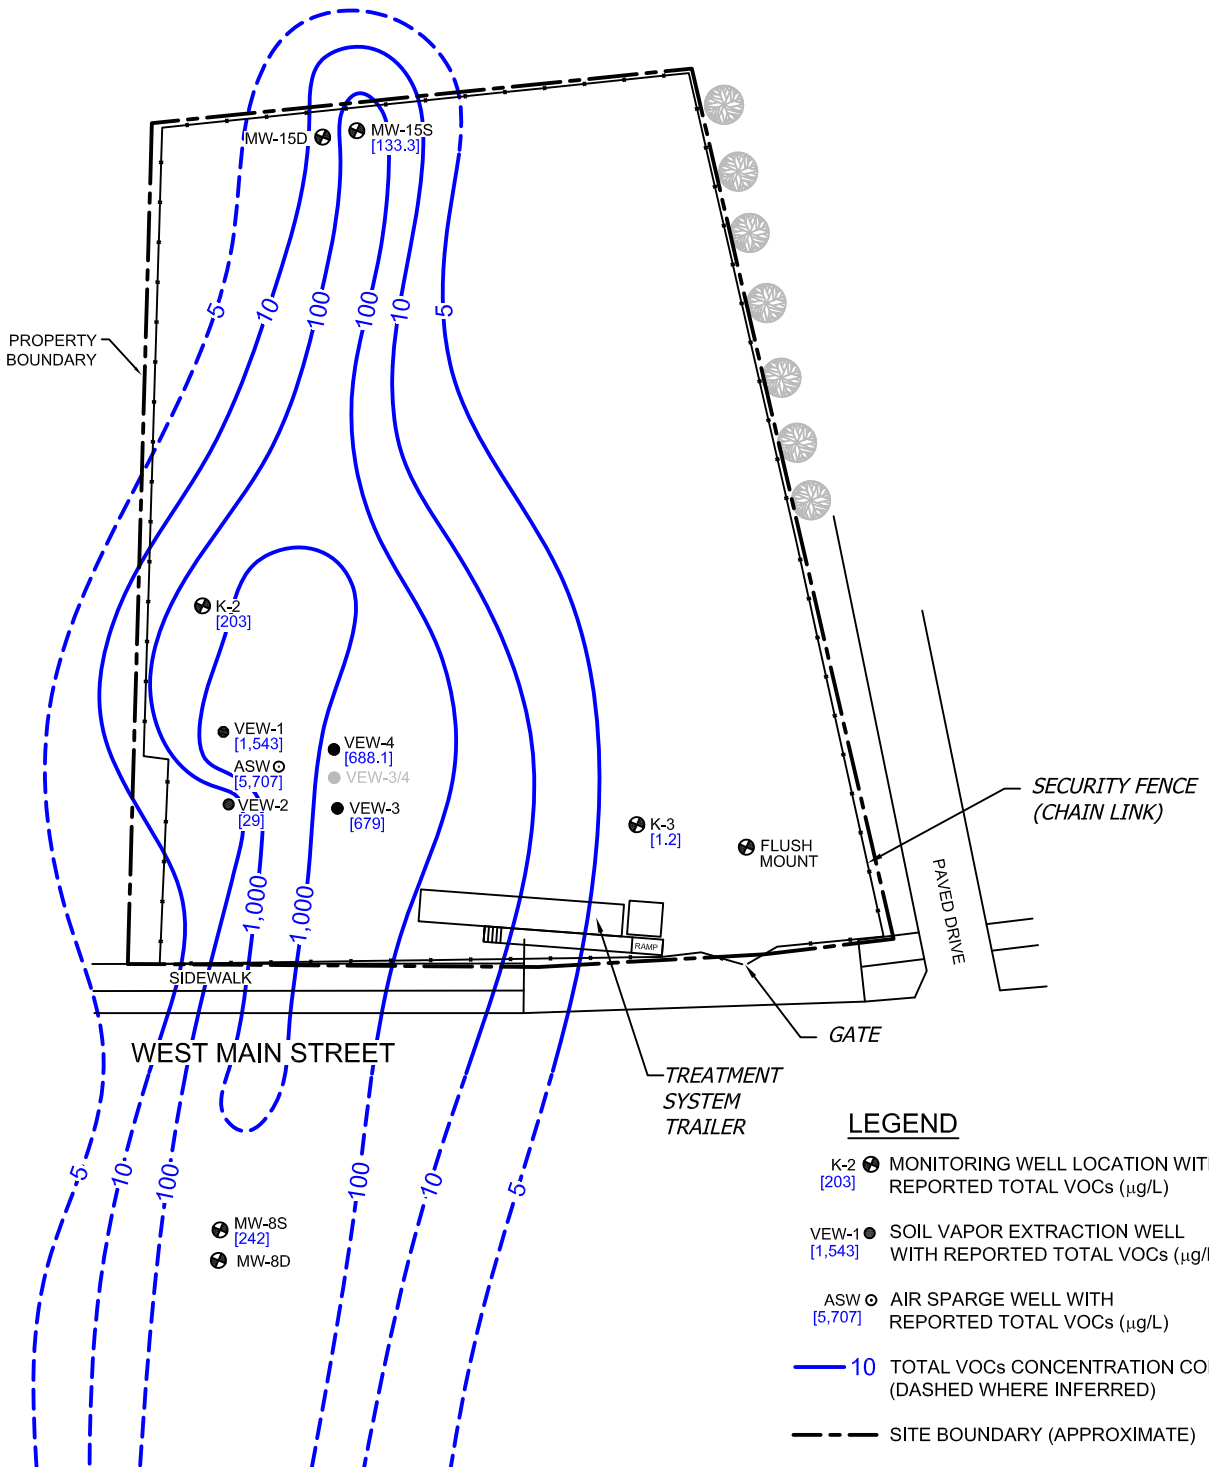 MW-15D
MW-15S
[133.3]
5
10
100
100
10
5
PROPERTY
BOUNDARY
K-2
[203]
VEW-1
[1,543]
ASW
[5,707]
VEW-2
[29]
VEW-4
[688.1]
VEW-3/4
VEW-3
[679]
K-3
[1.2]
FLUSH
MOUNT
SECURITY FENCE
(CHAIN LINK)
PAVED DRIVE
1,000
1,000
RAMP
SIDEWALK
WEST MAIN STREET
GATE
TREATMENT
SYSTEM
TRAILER
5
10
100
100
10
5
MW-8S
[242]
MW-8D
LEGEND
K-2
[203]
MONITORING WELL LOCATION WIT
REPORTED TOTAL VOCs (µg/L)
VEW-1
[1,543]
SOIL VAPOR EXTRACTION WELL
WITH REPORTED TOTAL VOCs (µg/
ASW
[5,707]
AIR SPARGE WELL WITH
REPORTED TOTAL VOCs (µg/L)
10
TOTAL VOCs CONCENTRATION CO
(DASHED WHERE INFERRED)
SITE BOUNDARY (APPROXIMATE)